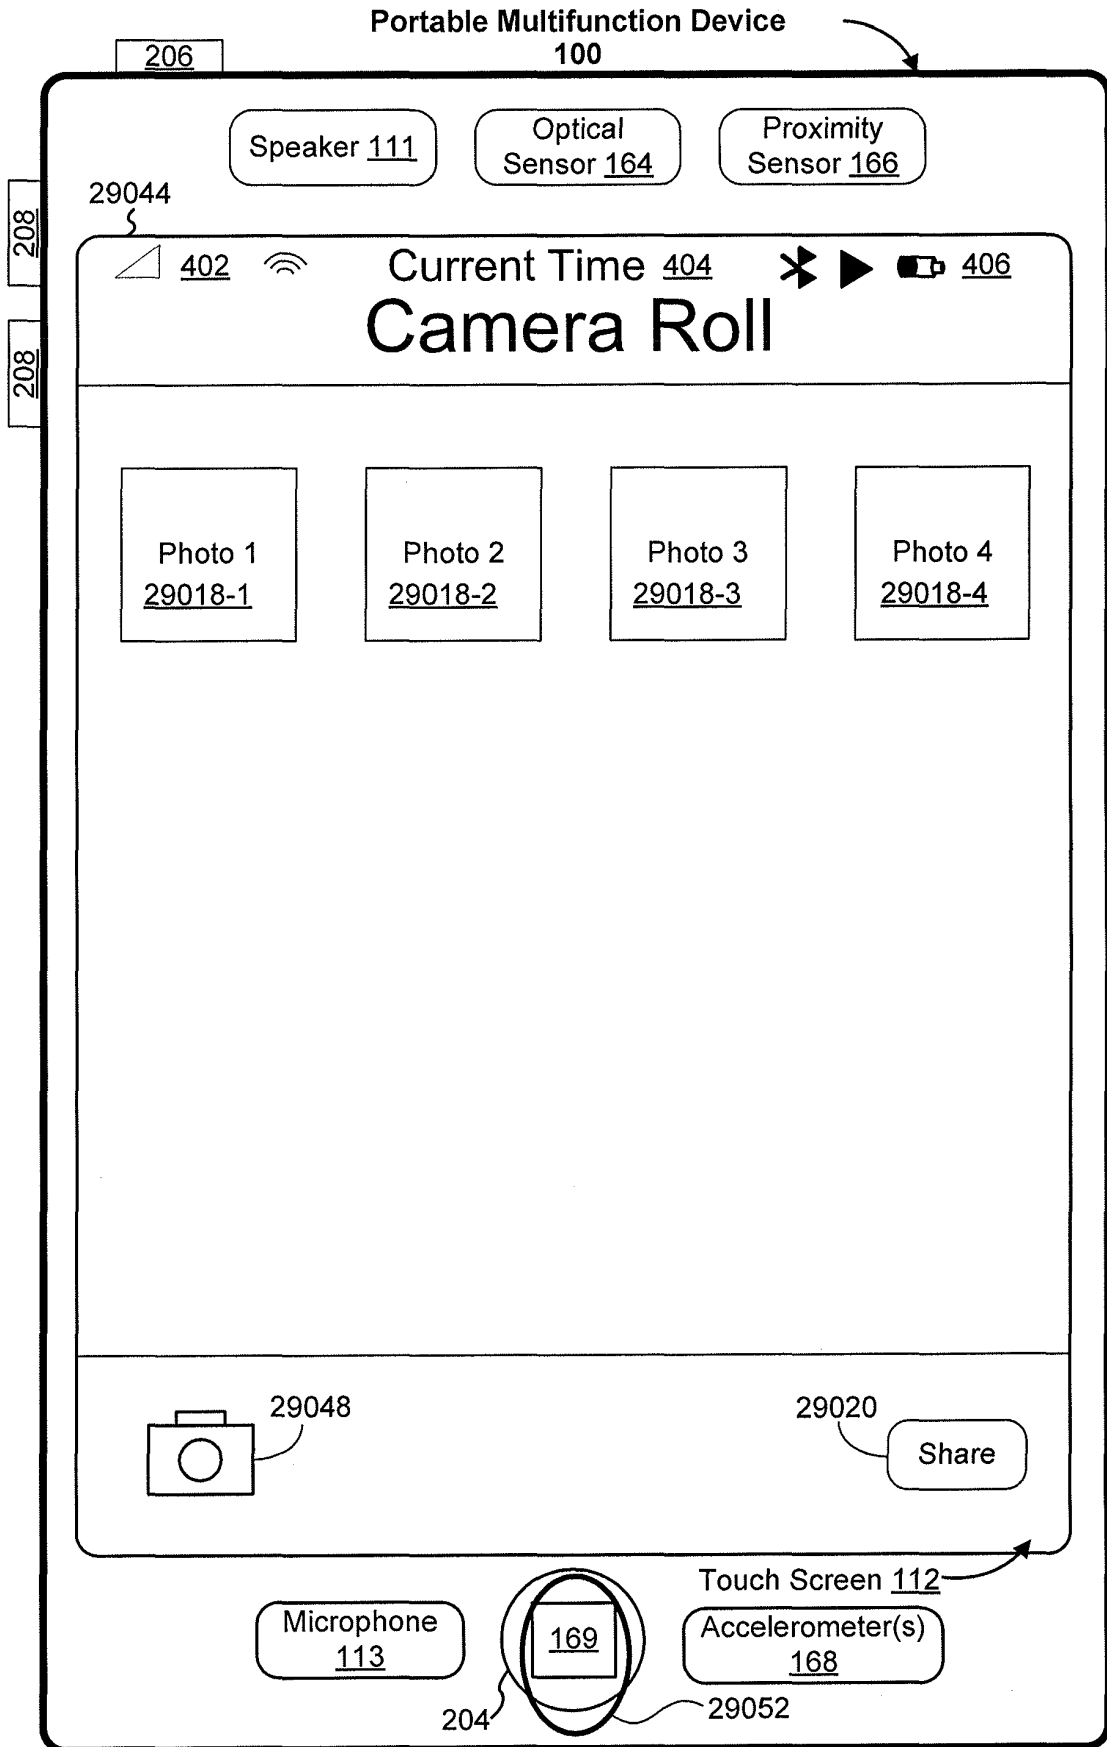 Portable Multifunction Device
100
206
Speaker 111
Optical
Sensor 164
Proximity
Sensor 166
29044
208
208
402
Current Time 404
406
Camera Roll
Photo 1
29018-1
Photo 2
29018-2
Photo 3
29018-3
Photo 4
29018-4
29048
29020
Share
Touch Screen 112
Microphone
113
169
Accelerometer(s)
168
204
29052